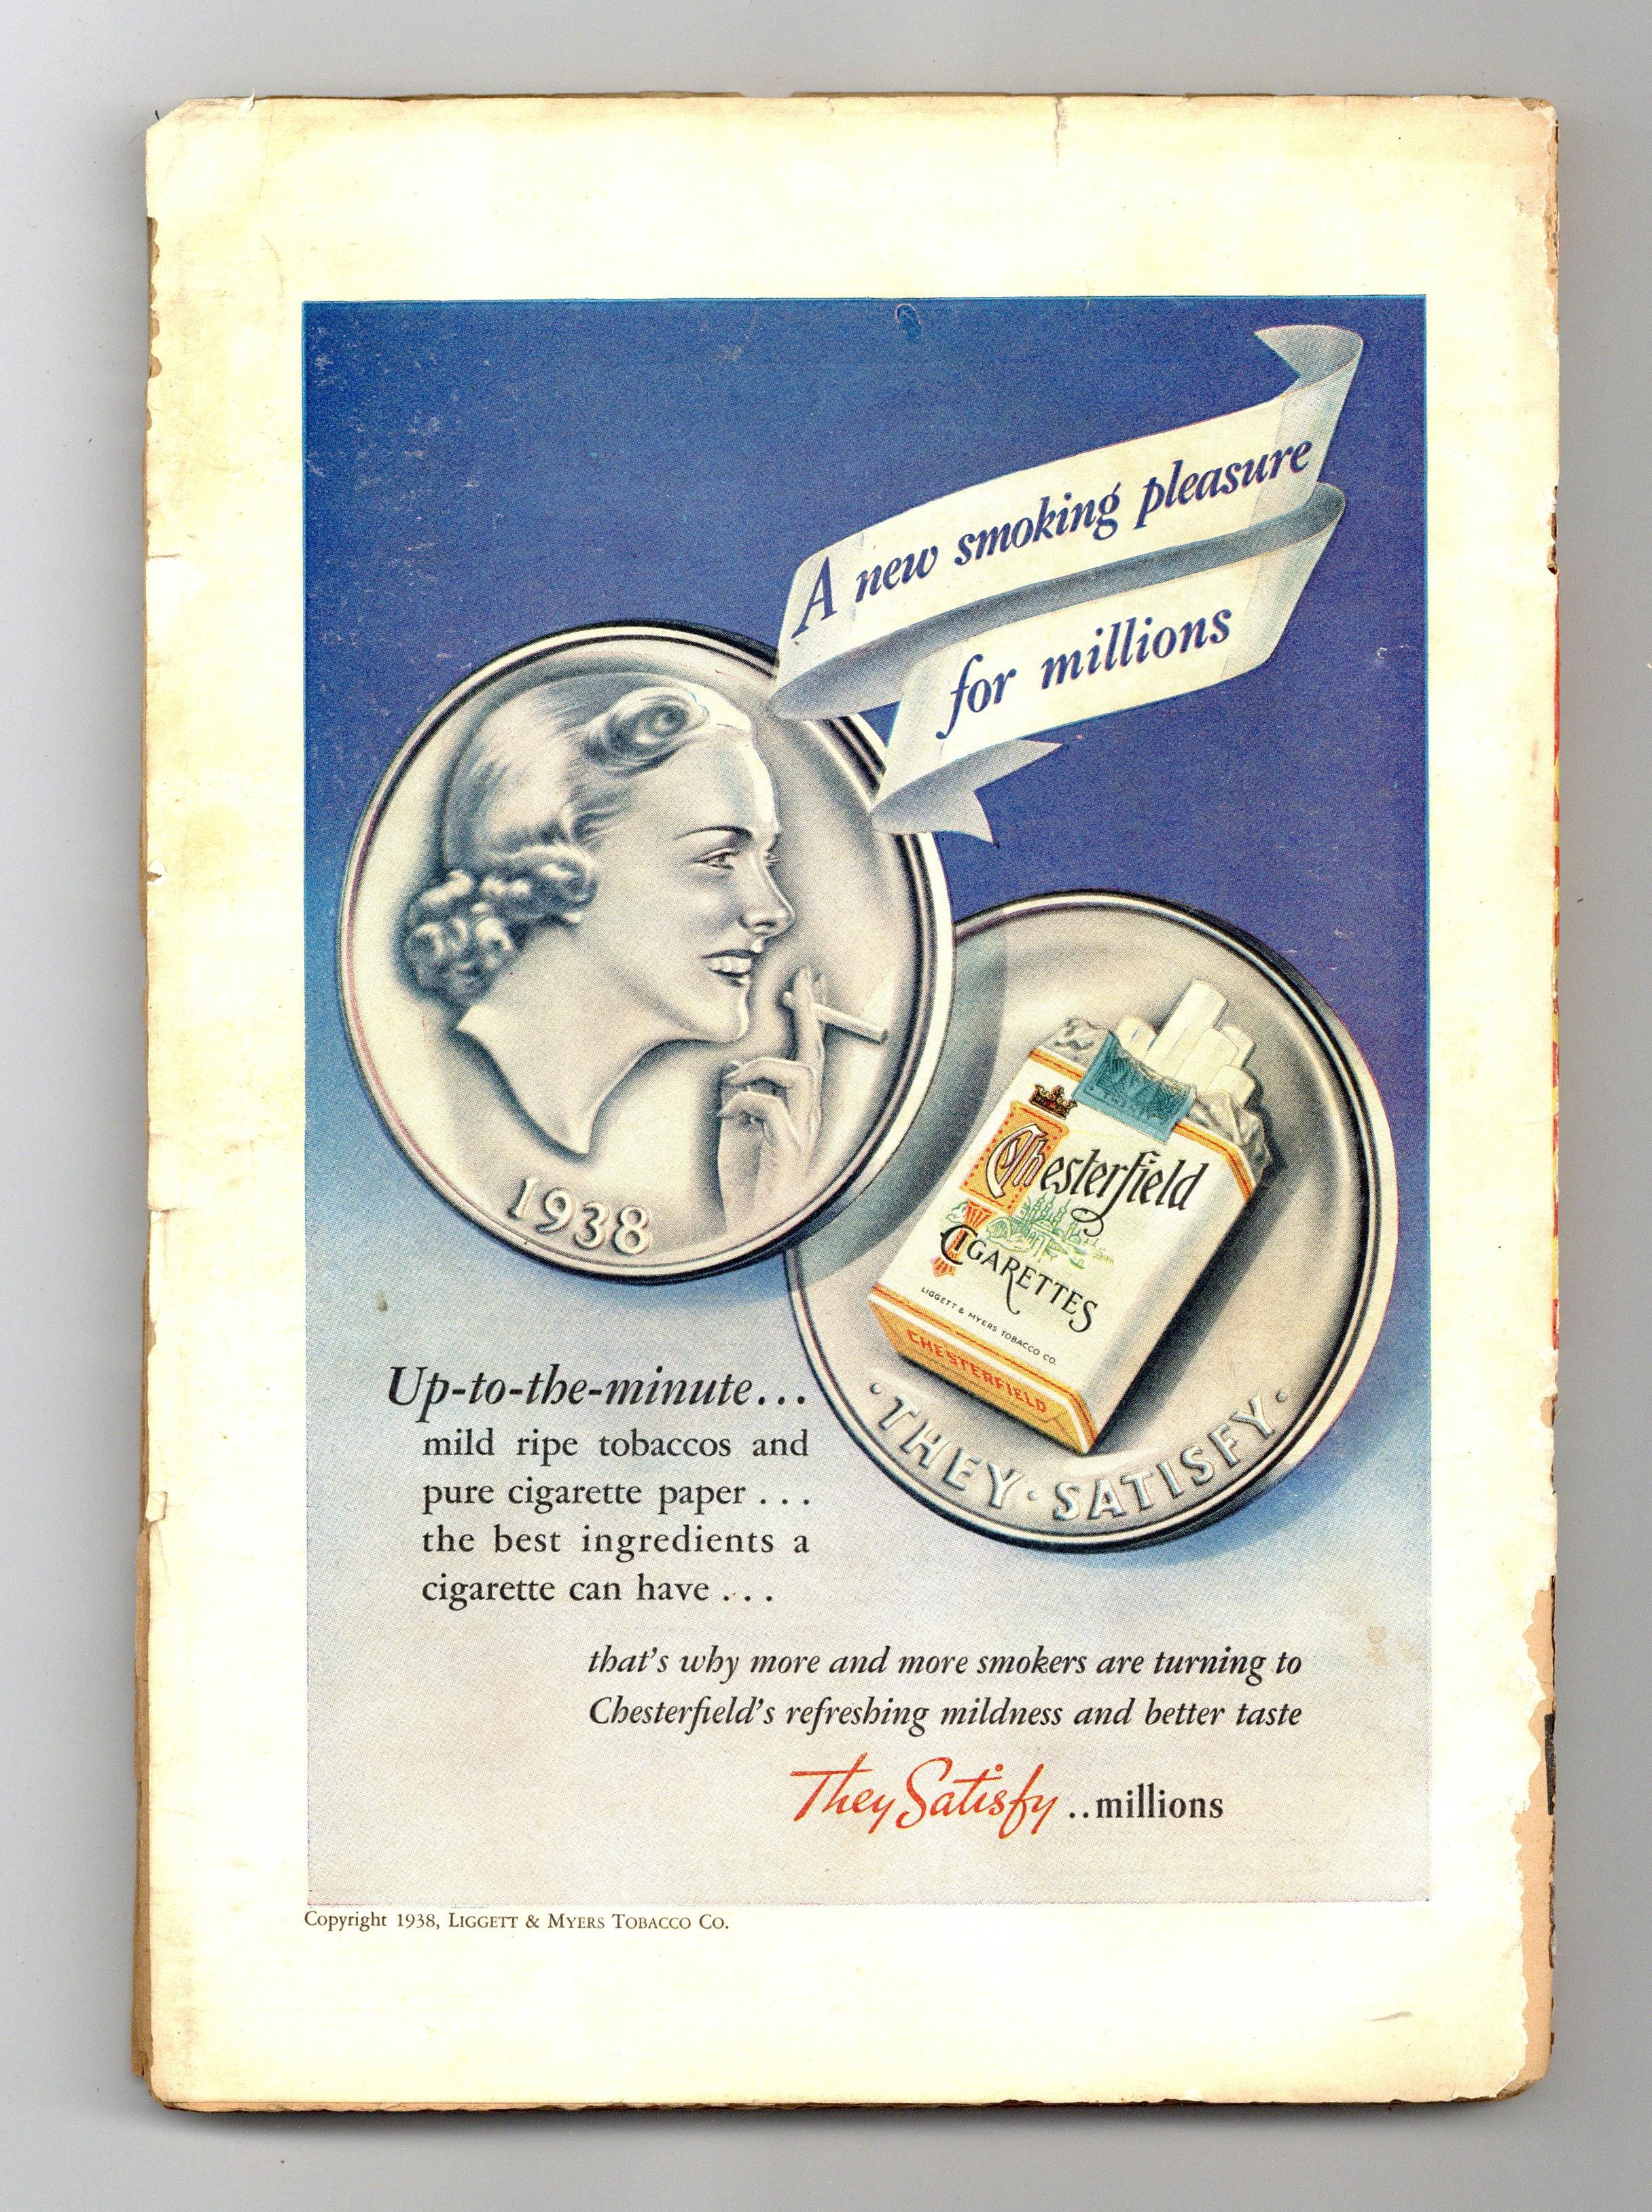 A new smoking pleasure
for millions
1938
TWENTY
Chesterfield
CIGARETTES
LIGGETT & MYERS TOBACCO CO.
CHESTERFIELD
· THEY · SATISFY ·
Up-to-the-minute...
mild ripe tobaccos and
pure cigarette paper . . .
the best ingredients a
cigarette can have . . .
that's why more and more smokers are turning to
Chesterfield's refreshing mildness and better taste
They Satisfy ..millions
Copyright 1938, LIGGETT & MYERS TOBACCO CO.